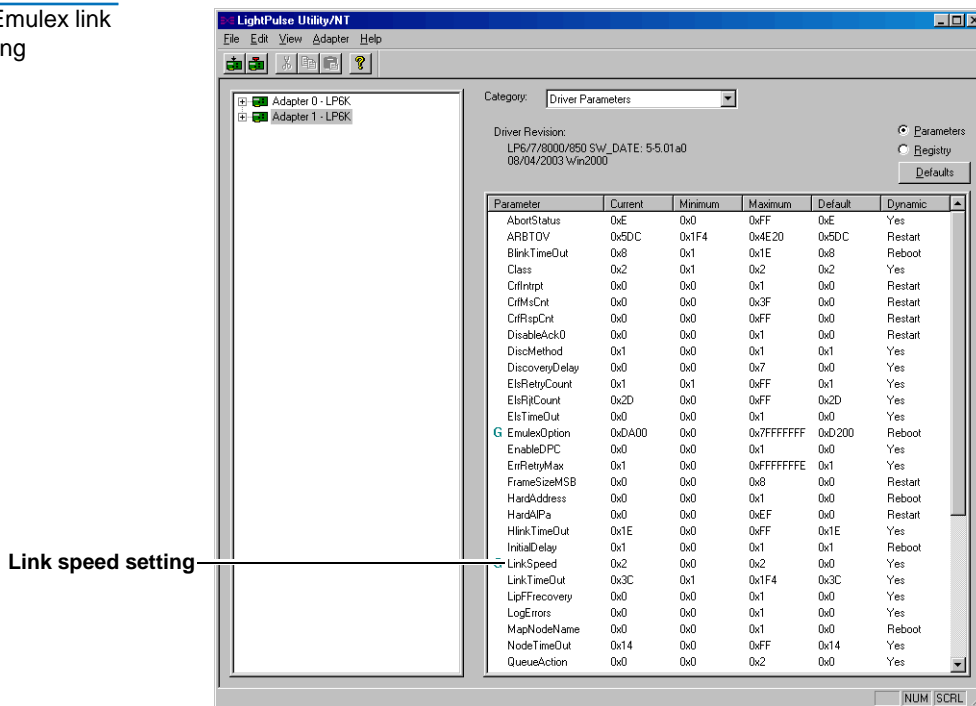 Emulex link
ng
LightPulse Utility/NT
File Edit View Adapter Help
Adapter 0 - LP6K
Adapter 1 - LP6K
Category: Driver Parameters
Driver Revision:
LP6/7/8000/850 SW_DATE: 5-5.01a0
08/04/2003 Win2000
Parameters
Registry
Defaults
Parameter Current Minimum Maximum Default Dynamic
AbortStatus 0xE 0x0 0xFF 0xE Yes
ARBTOV 0x5DC 0x1F4 0x4E20 0x5DC Restart
BlinkTimeOut 0x8 0x1 0x1E 0x8 Reboot
Class 0x2 0x1 0x2 0x2 Yes
CrfIntrpt 0x0 0x0 0x1 0x0 Restart
CrfMsCnt 0x0 0x0 0x3F 0x0 Restart
CrfRspCnt 0x0 0x0 0xFF 0x0 Restart
DisableAck0 0x0 0x0 0x1 0x0 Restart
DiscMethod 0x1 0x0 0x1 0x1 Yes
DiscoveryDelay 0x0 0x0 0x7 0x0 Yes
ElsRetryCount 0x1 0x1 0xFF 0x1 Yes
ElsRjtCount 0x2D 0x0 0xFF 0x2D Yes
ElsTimeOut 0x0 0x0 0x1 0x0 Yes
G EmulexOption 0xDA00 0x0 0x7FFFFFFF 0xD200 Reboot
EnableDPC 0x0 0x0 0x1 0x0 Yes
ErrRetryMax 0x1 0x0 0xFFFFFFFE 0x1 Yes
FrameSizeMSB 0x0 0x0 0x8 0x0 Restart
HardAddress 0x0 0x0 0x1 0x0 Reboot
HardAlPa 0x0 0x0 0xEF 0x0 Restart
HlinkTimeOut 0x1E 0x0 0xFF 0x1E Yes
InitialDelay 0x1 0x0 0x1 0x1 Reboot
Link speed setting
G LinkSpeed 0x2 0x0 0x2 0x0 Yes
LinkTimeOut 0x3C 0x1 0x1F4 0x3C Yes
LipFFrecovery 0x0 0x0 0x1 0x0 Yes
LogErrors 0x0 0x0 0x1 0x0 Yes
MapNodeName 0x0 0x0 0x1 0x0 Reboot
NodeTimeOut 0x14 0x0 0xFF 0x14 Yes
QueueAction 0x0 0x0 0x2 0x0 Yes
NUM SCRL